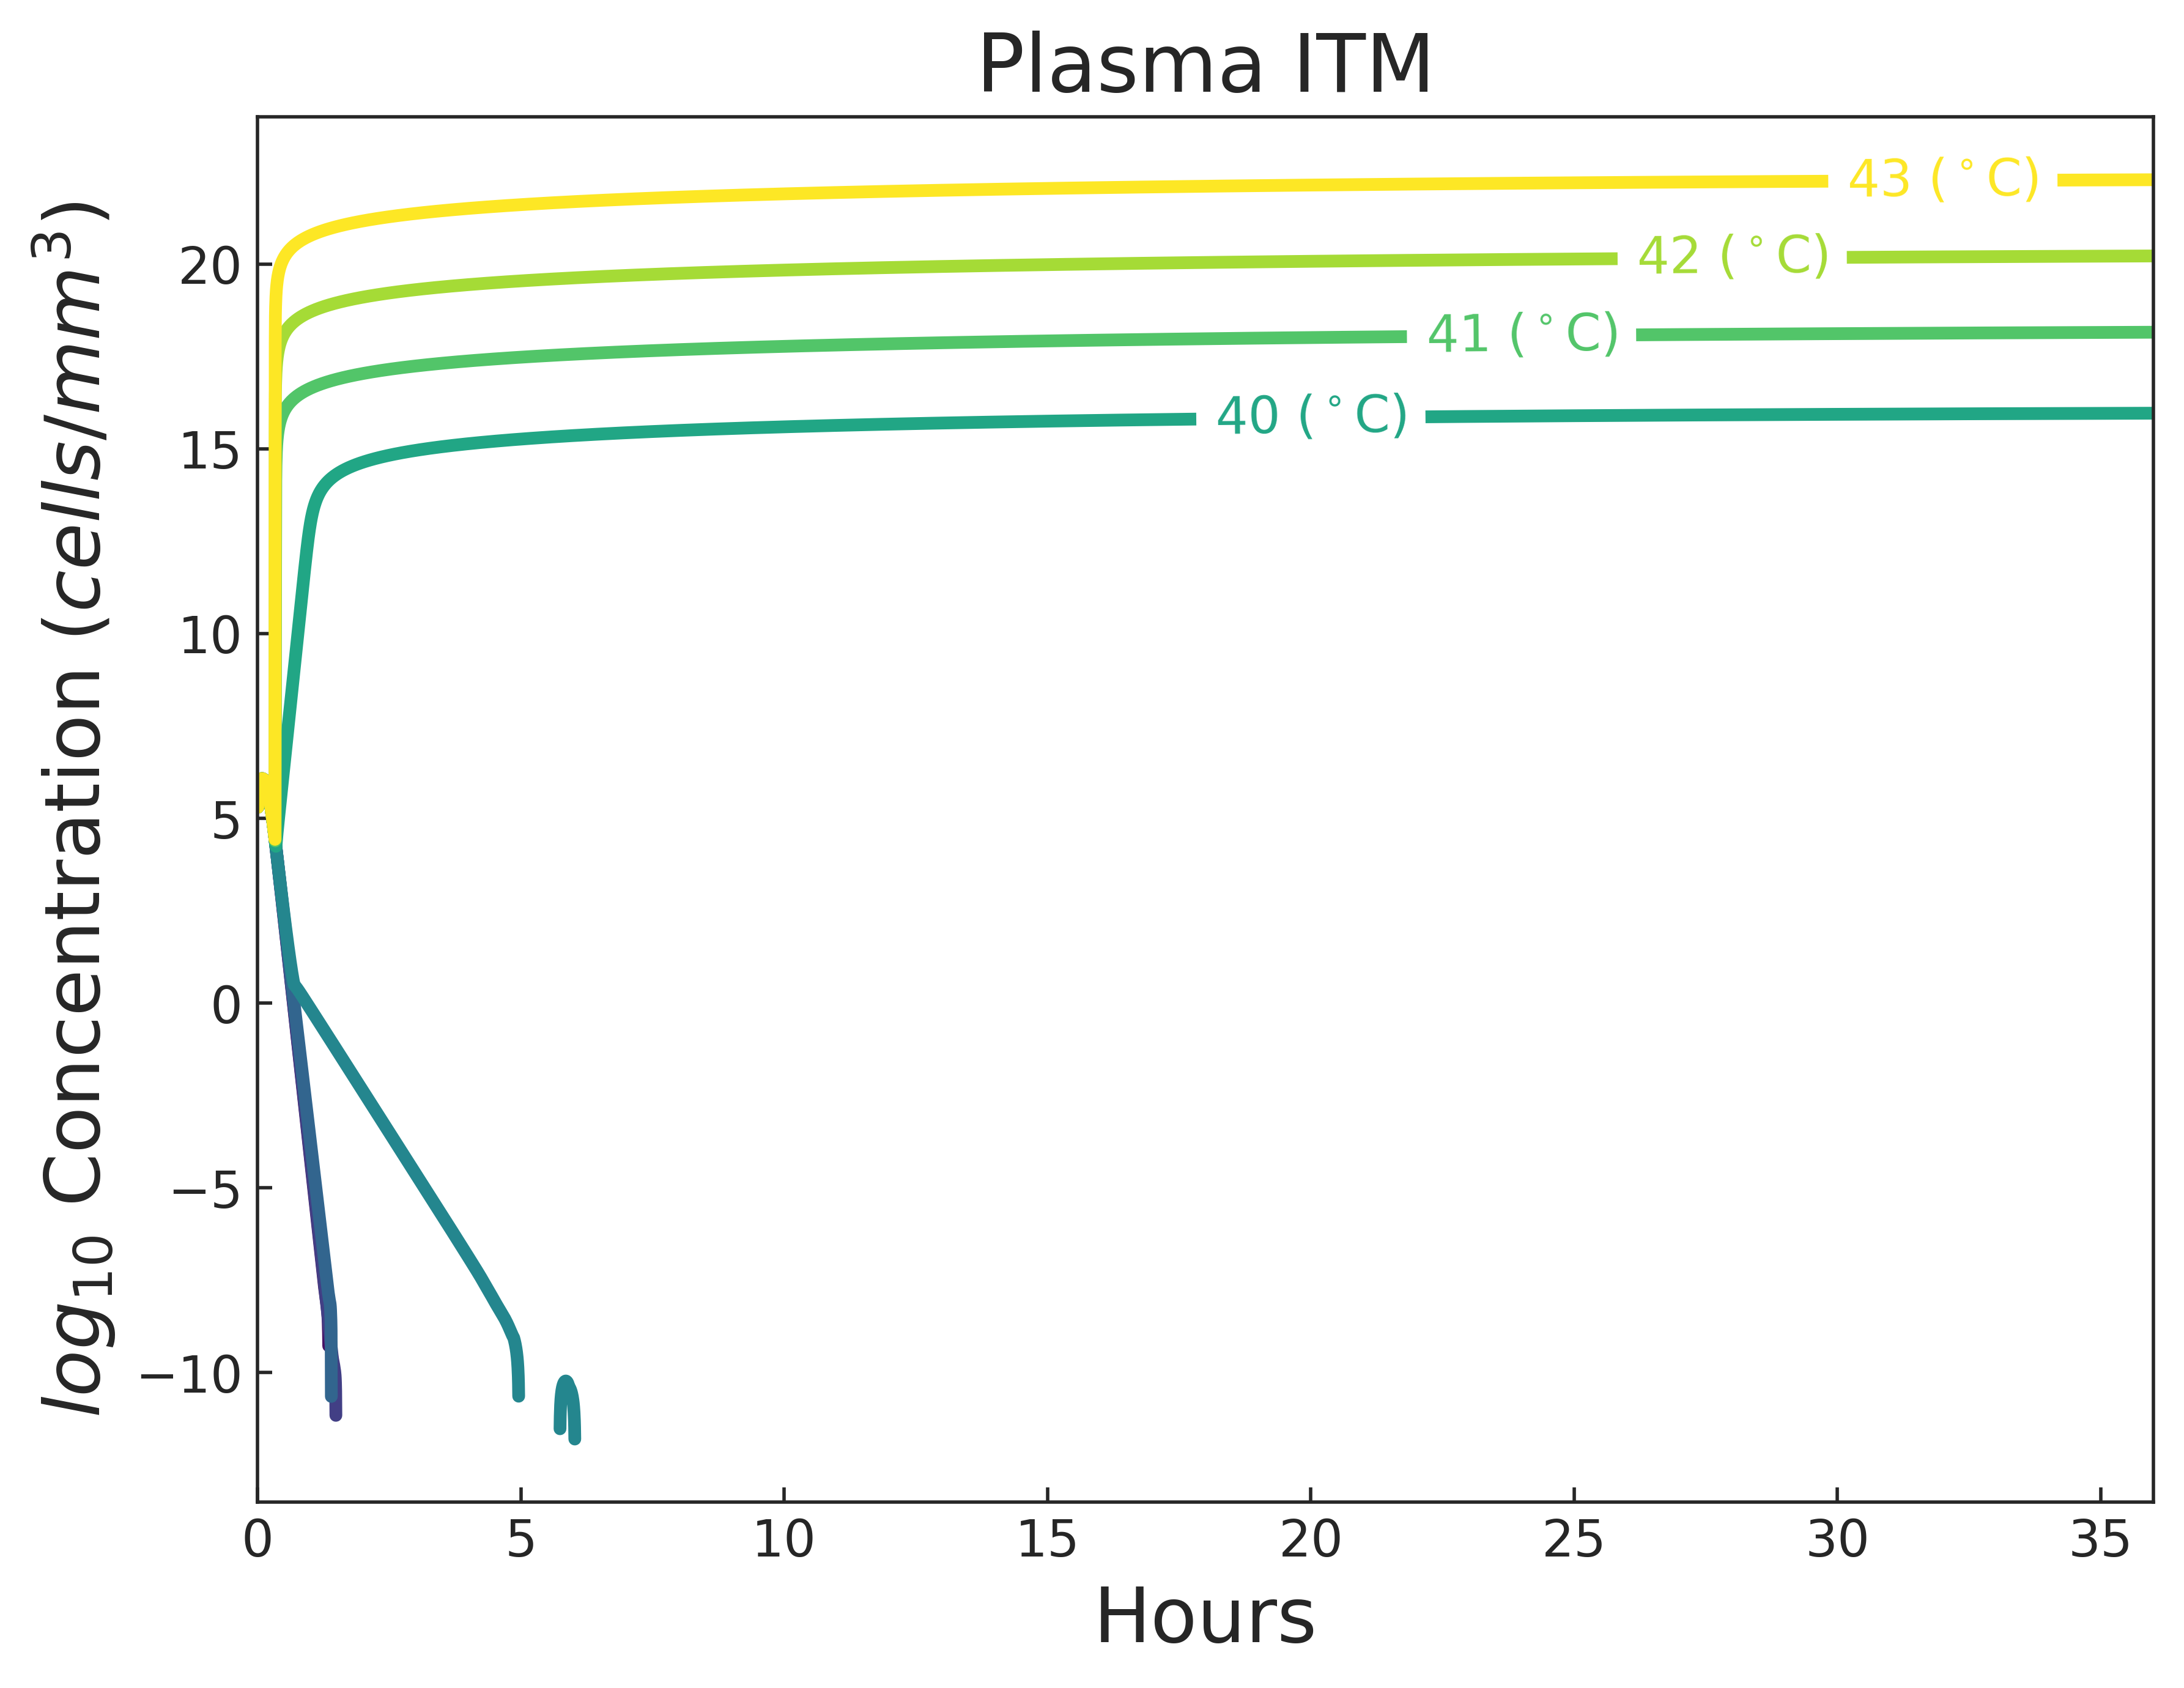 Plasma ITM
log10 Concentration (cells/mm3)
20
15
10
5
0
−5
−10
43 (°C)
42 (°C)
41 (°C)
40 (°C)
0 5 10 15 20 25 30 35
Hours